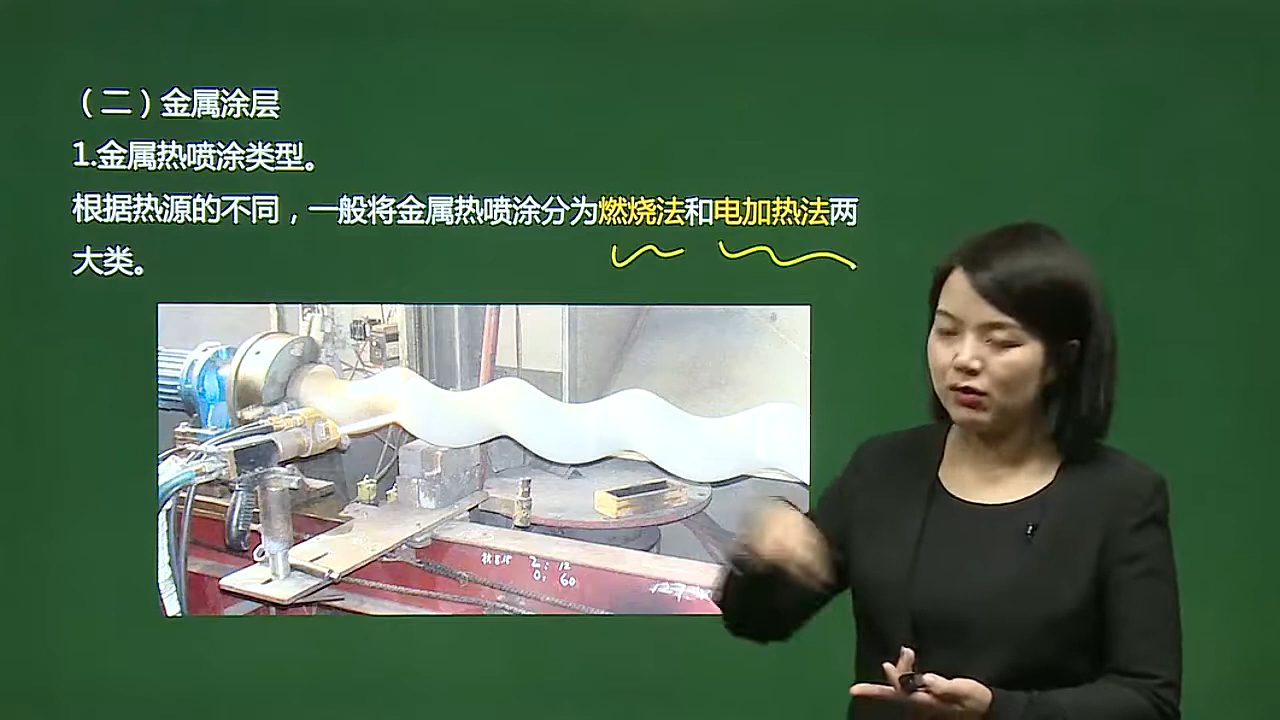 （二）金属涂层
1.金属热喷涂类型。
根据热源的不同，一般将金属热喷涂分为燃烧法和电加热法两
大类。
Z: 12
O: 60